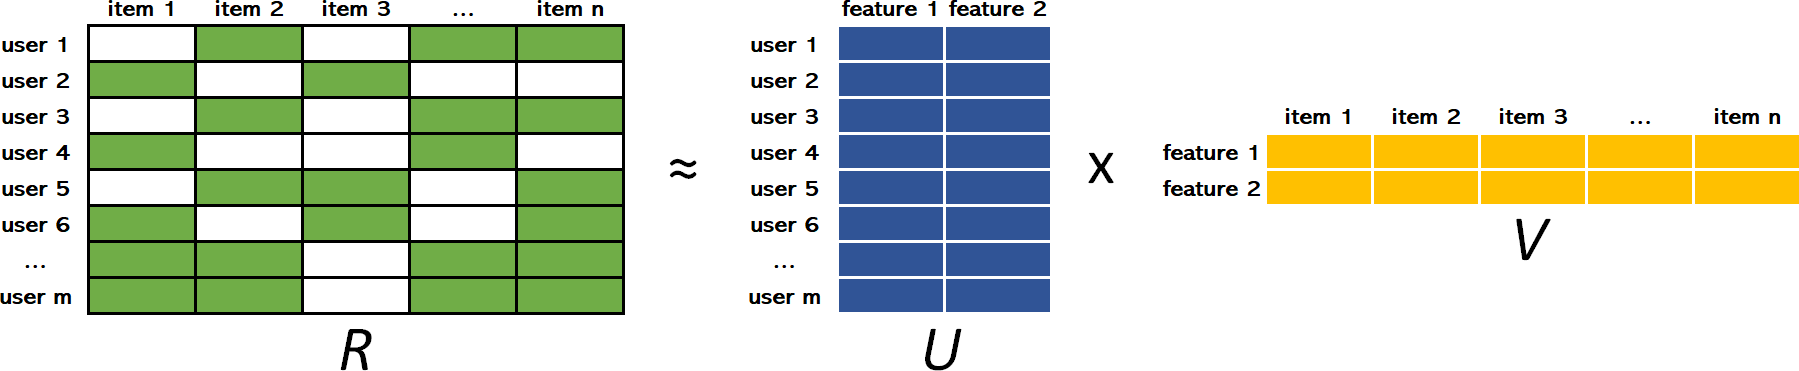 item 1 item 2 item 3 ... item n
user 1
user 2
user 3
user 4
user 5
user 6
...
user m
R
≈
feature 1 feature 2
user 1
user 2
user 3
user 4
user 5
user 6
...
user m
U
x
item 1 item 2 item 3 ... item n
feature 1
feature 2
V